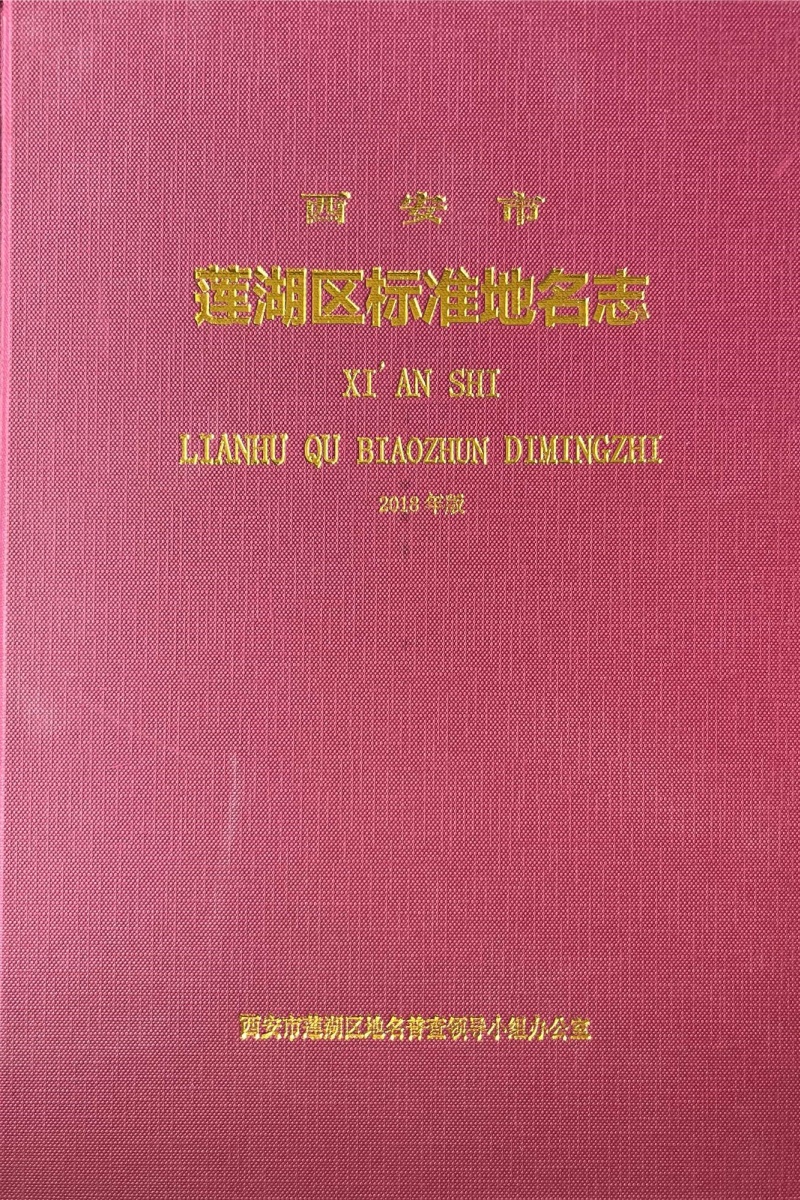 西安市
莲湖区标准地名志
XI'AN SHI
LIANHU QU BIAOZHUN DIMINGZHI
2018年版
西安市莲湖区地名普查领导小组办公室